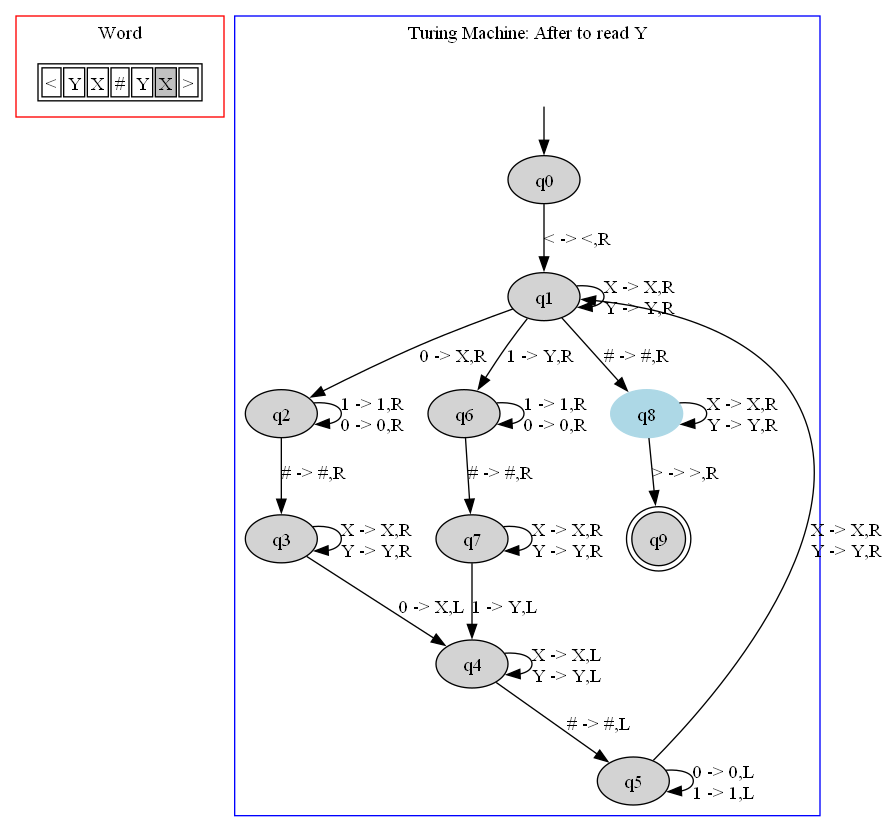 Word
< Y X # Y X >
Turing Machine: After to read Y
q0
< -> <,R
q1
X -> X,R
Y -> Y,R
0 -> X,R
1 -> Y,R
# -> #,R
q2
1 -> 1,R
0 -> 0,R
q6
1 -> 1,R
0 -> 0,R
q8
X -> X,R
Y -> Y,R
# -> #,R
# -> #,R
> -> >,R
q3
X -> X,R
Y -> Y,R
q7
X -> X,R
Y -> Y,R
q9
X -> X,R
Y -> Y,R
0 -> X,L
1 -> Y,L
q4
X -> X,L
Y -> Y,L
# -> #,L
q5
0 -> 0,L
1 -> 1,L